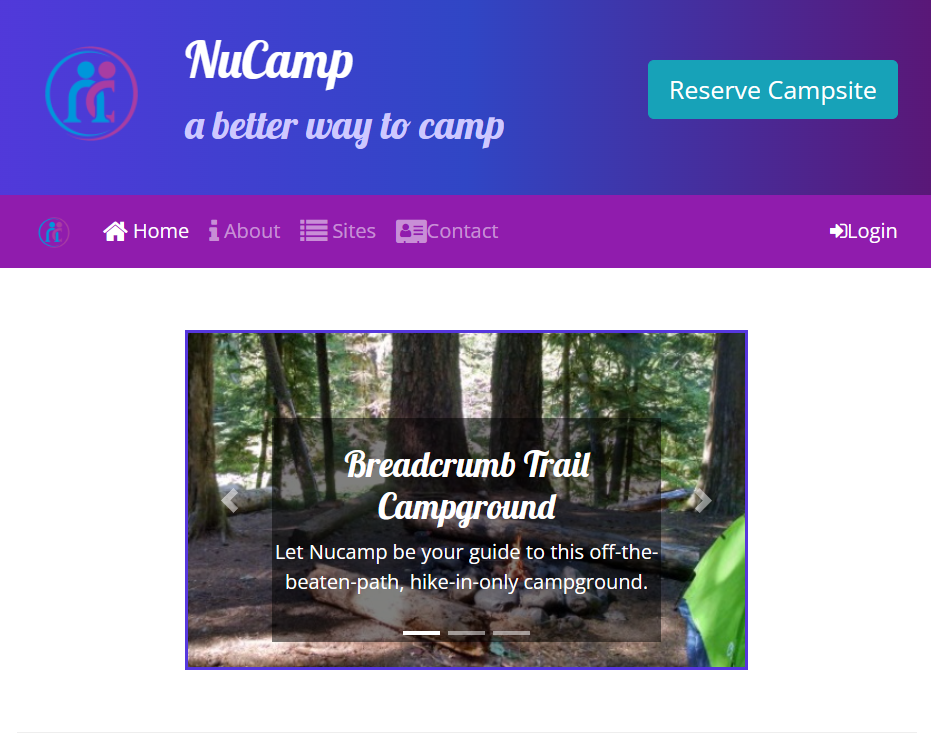 NuCamp
a better way to camp
Reserve Campsite
Home About Sites Contact Login
Breadcrumb Trail
Campground
Let Nucamp be your guide to this off-the-
beaten-path, hike-in-only campground.